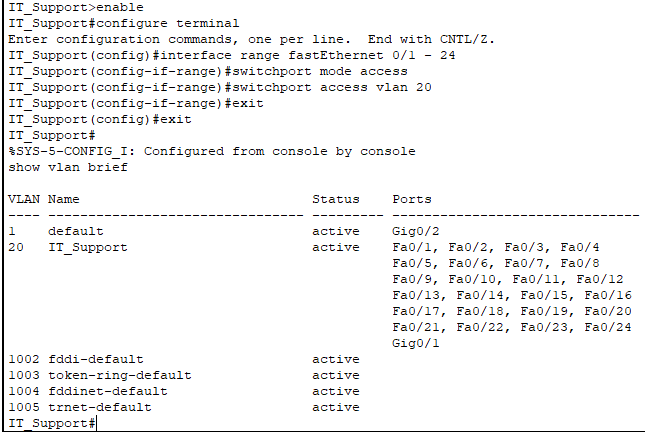 IT_Support>enable
IT_Support#configure terminal
Enter configuration commands, one per line.  End with CNTL/Z.
IT_Support(config)#interface range fastEthernet 0/1 - 24
IT_Support(config-if-range)#switchport mode access
IT_Support(config-if-range)#switchport access vlan 20
IT_Support(config-if-range)#exit
IT_Support(config)#exit
IT_Support#
%SYS-5-CONFIG_I: Configured from console by console
show vlan brief

VLAN Name                             Status    Ports
---- -------------------------------- --------- -------------------------------
1    default                          active    Gig0/2
20   IT_Support                       active    Fa0/1, Fa0/2, Fa0/3, Fa0/4
                                                Fa0/5, Fa0/6, Fa0/7, Fa0/8
                                                Fa0/9, Fa0/10, Fa0/11, Fa0/12
                                                Fa0/13, Fa0/14, Fa0/15, Fa0/16
                                                Fa0/17, Fa0/18, Fa0/19, Fa0/20
                                                Fa0/21, Fa0/22, Fa0/23, Fa0/24
                                                Gig0/1
1002 fddi-default                     active
1003 token-ring-default               active
1004 fddinet-default                  active
1005 trnet-default                    active
IT_Support#